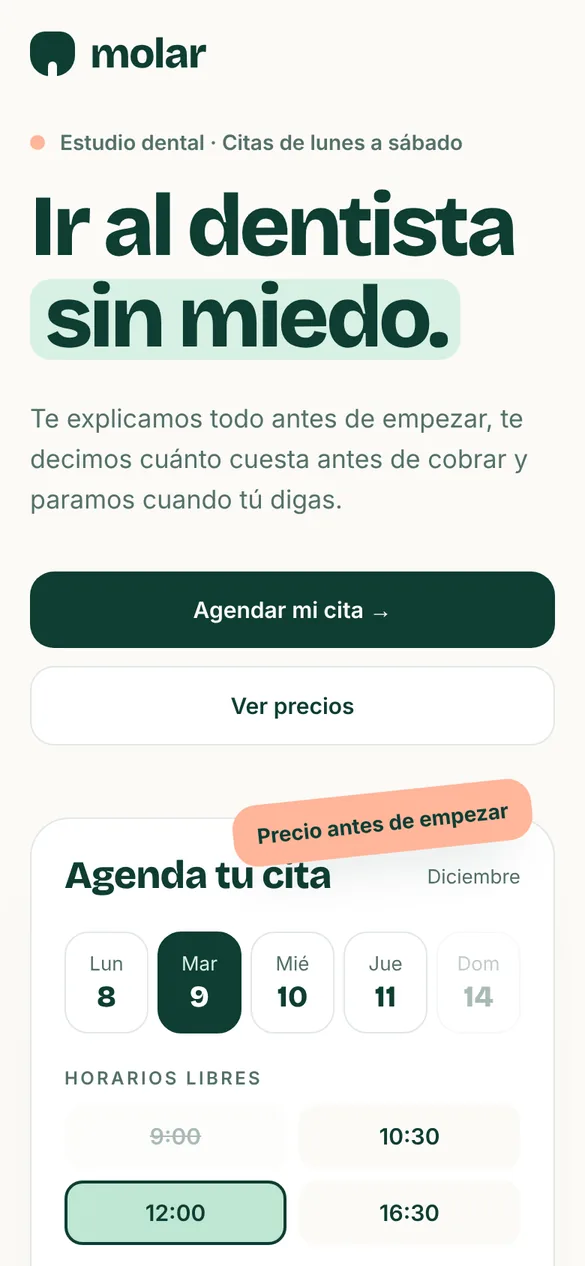 molar
Estudio dental · Citas de lunes a sábado
Ir al dentista
sin miedo.
Te explicamos todo antes de empezar, te
decimos cuánto cuesta antes de cobrar y
paramos cuando tú digas.
Agendar mi cita →
Ver precios
Precio antes de empezar
Agenda tu cita
Diciembre
Lun Mar Mié Jue Dom
8 9 10 11 14
HORARIOS LIBRES
9:00 10:30
12:00 16:30